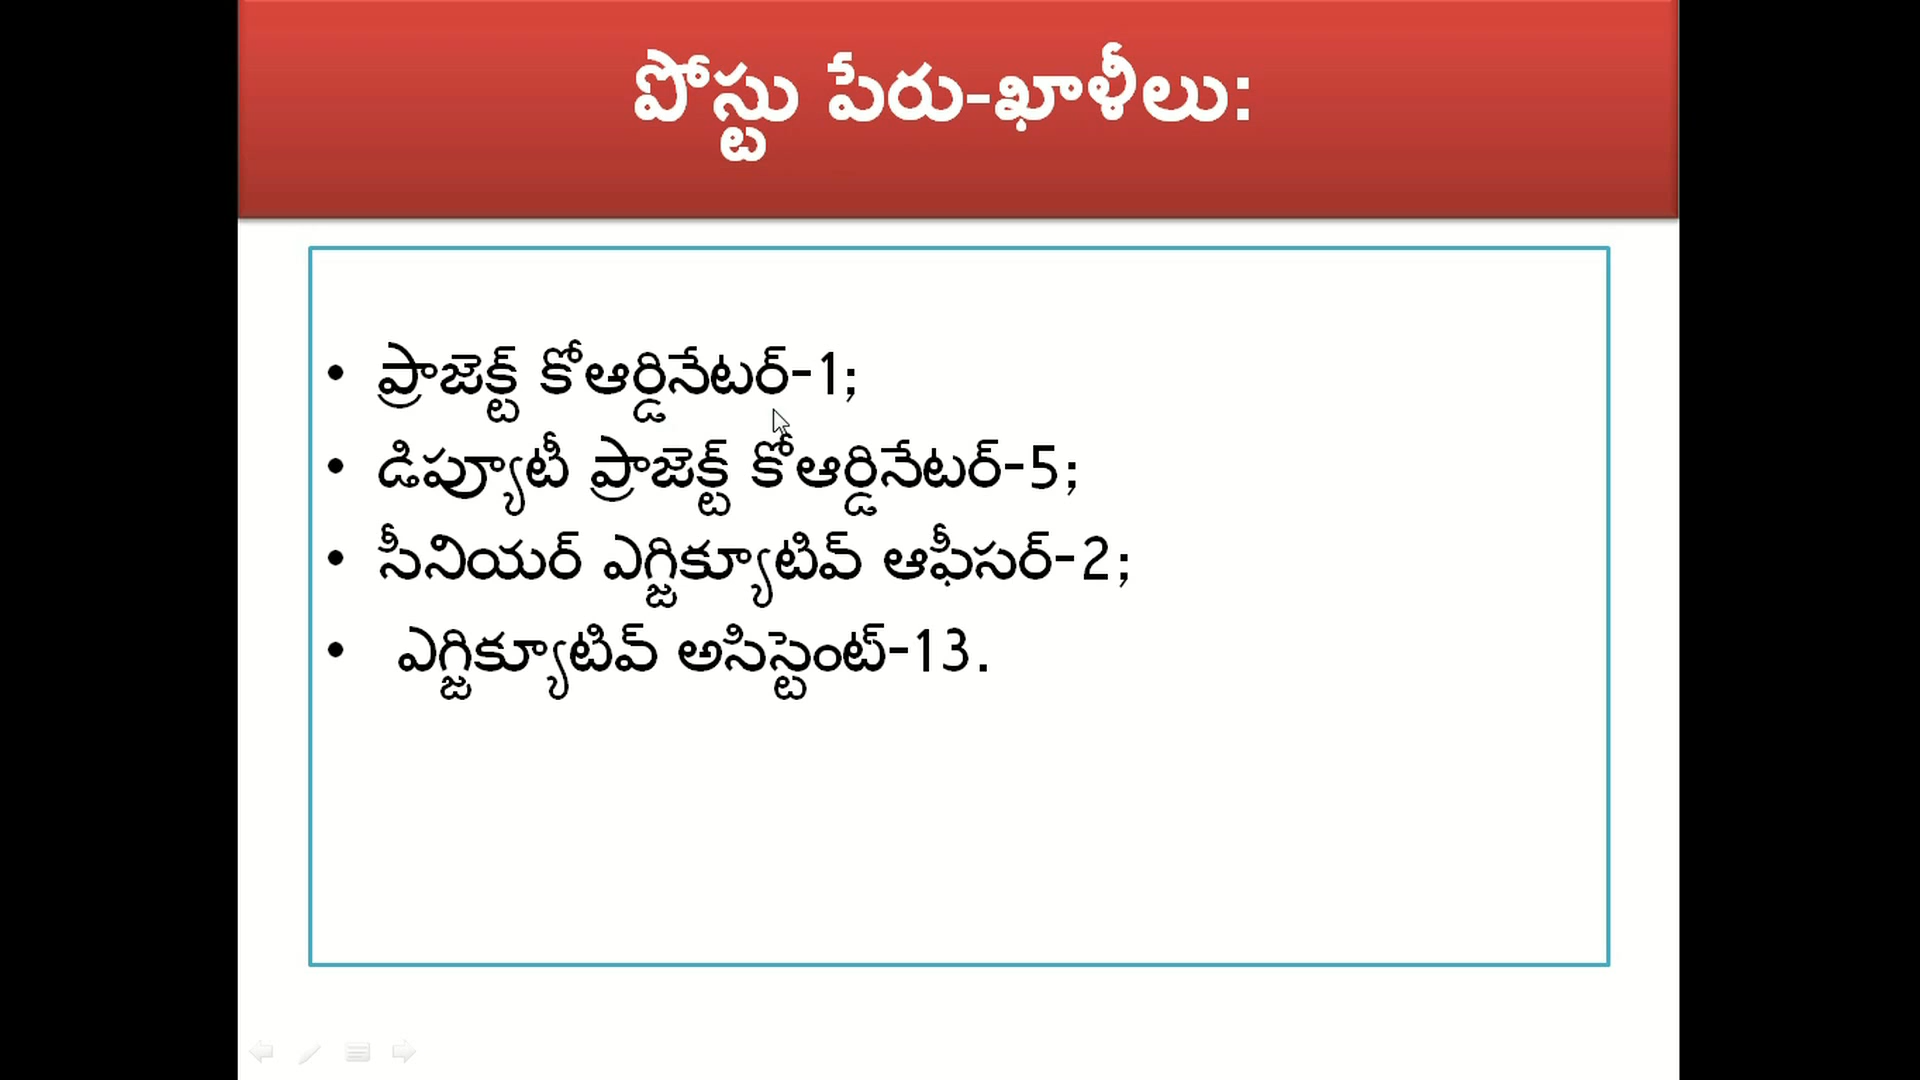 పోస్టు పేరు-ఖాళీలు:
• ప్రాజెక్ట్ కోఆర్డినేటర్-1;
• డిప్యూటీ ప్రాజెక్ట్ కోఆర్డినేటర్-5;
• సీనియర్ ఎగ్జిక్యూటివ్ ఆఫీసర్-2;
• ఎగ్జిక్యూటివ్ అసిస్టెంట్-13.